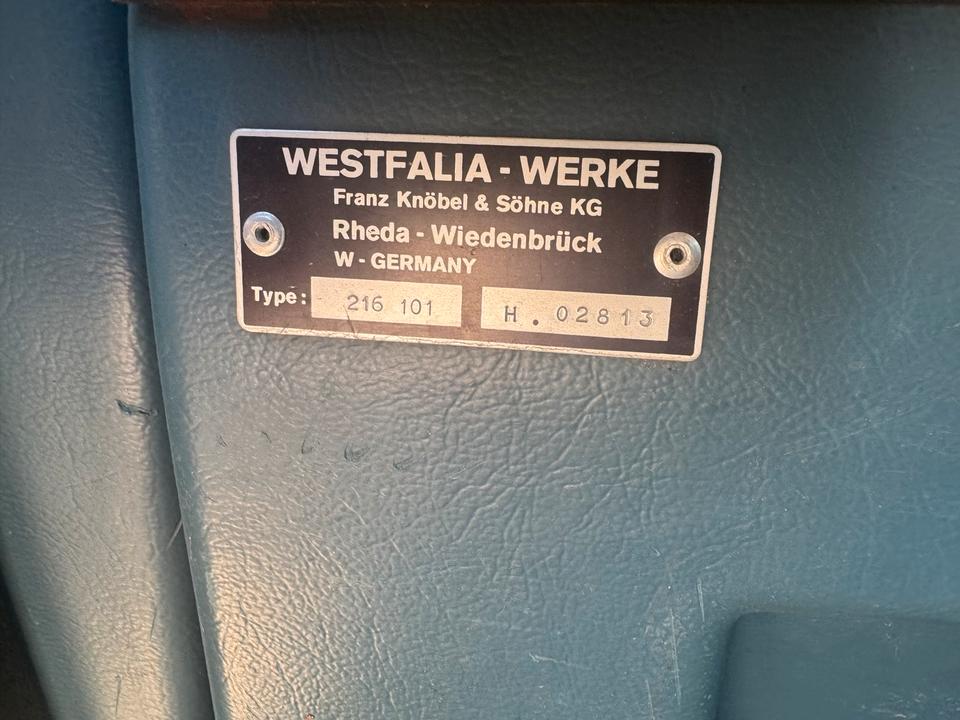 WESTFALIA - WERKE
Franz Knöbel & Söhne KG
Rheda - Wiedenbrück
W - GERMANY
Type: 216 101 H. 02813